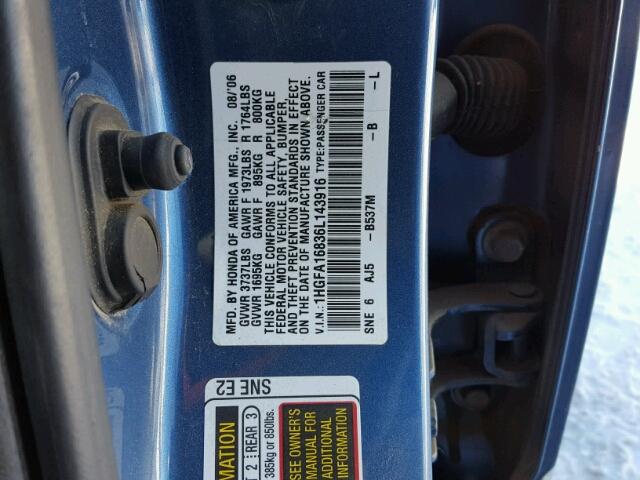 MFD. BY HONDA OF AMERICA MFG., INC. 08/'06
GVWR 3737LBS GAWR F 1973LBS R 1764LBS
GVWR 1695KG GAWR F 895KG R 800KG
THIS VEHICLE CONFORMS TO ALL APPLICABLE
FEDERAL MOTOR VEHICLE SAFETY, BUMPER,
AND THEFT PREVENTION STANDARDS IN EFFECT
ON THE DATE OF MANUFACTURE SHOWN ABOVE.
V.I.N.: 1HGFA16836L143916 TYPE:PASSENGER CAR
SNE 6 AJ5 -B537M -B -L
SNE E2
2 REAR 3
385kg or 850lbs.
SEE OWNER'S
MANUAL FOR
ADDITIONAL
INFORMATION